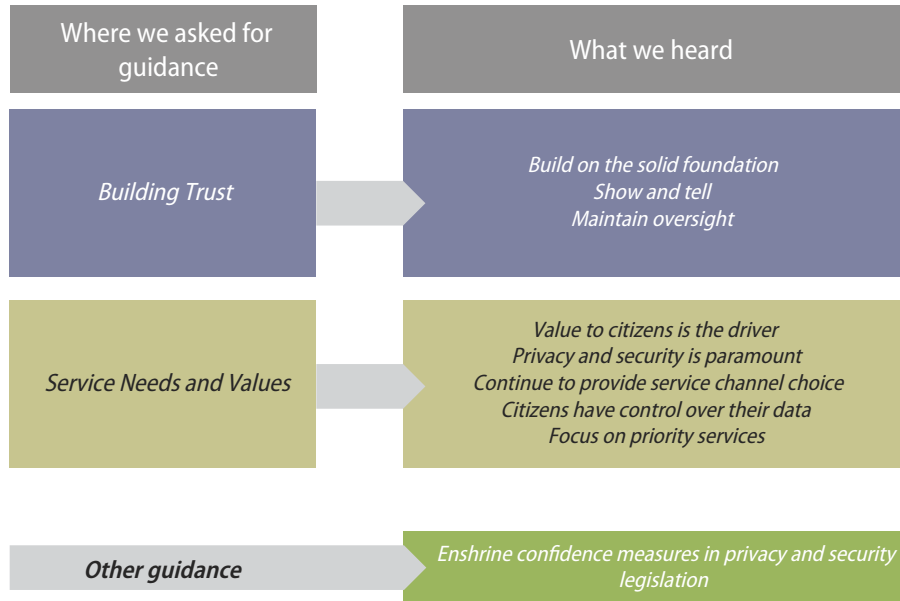 Where we asked for
guidance
What we heard
Building Trust
Build on the solid foundation
Show and tell
Maintain oversight
Service Needs and Values
Value to citizens is the driver
Privacy and security is paramount
Continue to provide service channel choice
Citizens have control over their data
Focus on priority services
Other guidance
Enshrine confidence measures in privacy and security
legislation